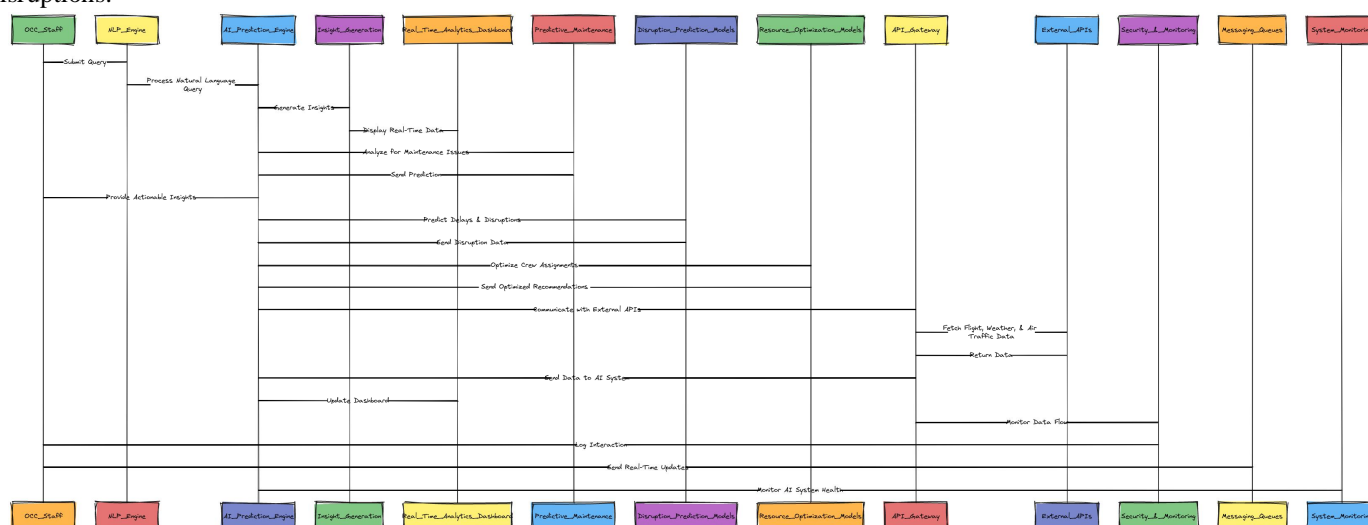 isruptions.
OCC_Staff NLP_Engine AI_Prediction_Engine Insight_Generation Real_Time_Analytics_Dashboard Predictive_Maintenance Disruption_Prediction_Models Resource_Optimization_Models API_Gateway External_APIs Security_&_Monitoring Messaging_Queues System_Monitorin
Submit Query
Process Natural Language
Query
Generate Insights
Display Real-Time Data
Analyze for Maintenance Issues
Send Prediction
Provide Actionable Insights
Predict Delays & Disruptions
Send Disruption Data
Optimize Crew Assignments
Send Optimized Recommendations
Communicate with External APIs
Fetch Flight, Weather, & Air
Traffic Data
Return Data
Send Data to AI System
Update Dashboard
Monitor Data Flow
Log Interaction
Send Real-Time Updates
Monitor AI System Health
OCC_Staff NLP_Engine AI_Prediction_Engine Insight_Generation Real_Time_Analytics_Dashboard Predictive_Maintenance Disruption_Prediction_Models Resource_Optimization_Models API_Gateway External_APIs Security_&_Monitoring Messaging_Queues System_Monitorin